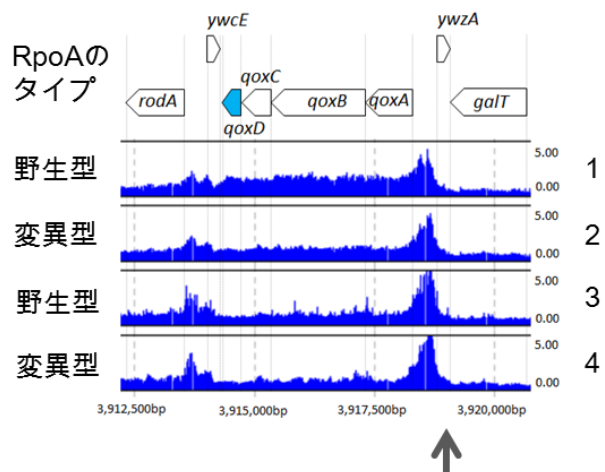 ywcE
ywzA
RpoAの
タイプ
qoxC
rodA
qoxB
qoxA
galT
qoxD
野生型
5.00
0.00
1
変異型
5.00
0.00
2
野生型
5.00
0.00
3
変異型
5.00
0.00
4
3,912,500bp
3,915,000bp
3,917,500bp
3,920,000bp